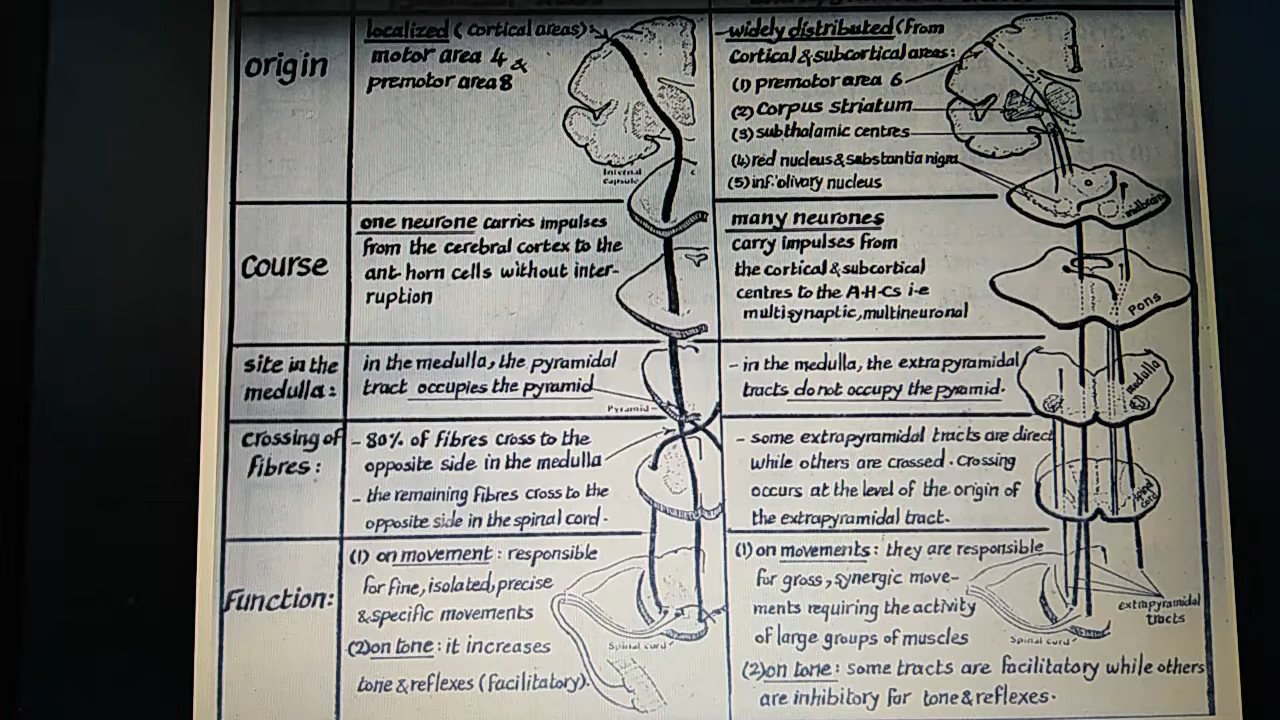 origin
localized (cortical areas):
motor area 4 &
premotor area 8
Internal
capsule
widely distributed (from
cortical & subcortical areas:
(1) premotor area 6
(2) corpus striatum
(3) subthalamic centres
(4) red nucleus & substantia nigra
(5) inf. olivary nucleus
midbrain
Course
one neurone carries impulses
from the cerebral cortex to the
ant. horn cells without inter-
ruption
many neurones
carry impulses from
the cortical & subcortical
centres to the A.H.Cs i.e
multisynaptic, multineuronal
Pons
site in the
medulla:
in the medulla, the pyramidal
tract occupies the pyramid
Pyramid
- in the medulla, the extrapyramidal
tracts do not occupy the pyramid.
medulla
crossing of
fibres:
- 80% of fibres cross to the
opposite side in the medulla
- the remaining fibres cross to the
opposite side in the spinal cord.
- some extrapyramidal tracts are direct
while others are crossed. Crossing
occurs at the level of the origin of
the extrapyramidal tract.
spinal
cord
Function:
(1) on movement: responsible
for fine, isolated, precise
& specific movements
(2) on tone: it increases
tone & reflexes (facilitatory).
Spinal cord
(1) on movements: they are responsible
for gross, synergic move-
ments requiring the activity
of large groups of muscles
(2) on tone: some tracts are facilitatory while others
are inhibitory for tone & reflexes.
extrapyramidal
tracts
Spinal cord